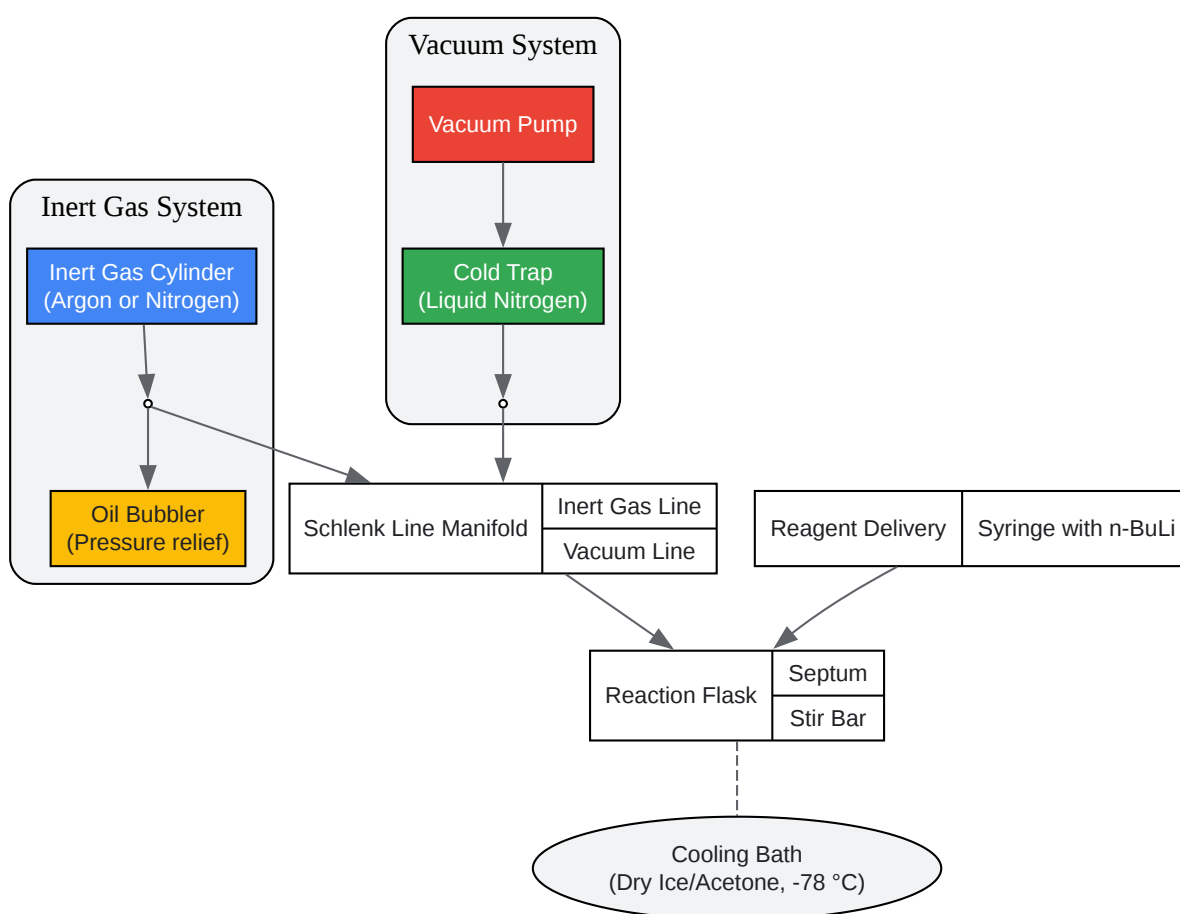 Vacuum System
Vacuum Pump
Inert Gas System
Inert Gas Cylinder
(Argon or Nitrogen)
Cold Trap
(Liquid Nitrogen)
Oil Bubbler
(Pressure relief)
Schlenk Line Manifold
Inert Gas Line
Vacuum Line
Reagent Delivery
Syringe with n-BuLi
Reaction Flask
Septum
Stir Bar
Cooling Bath
(Dry Ice/Acetone, -78 °C)